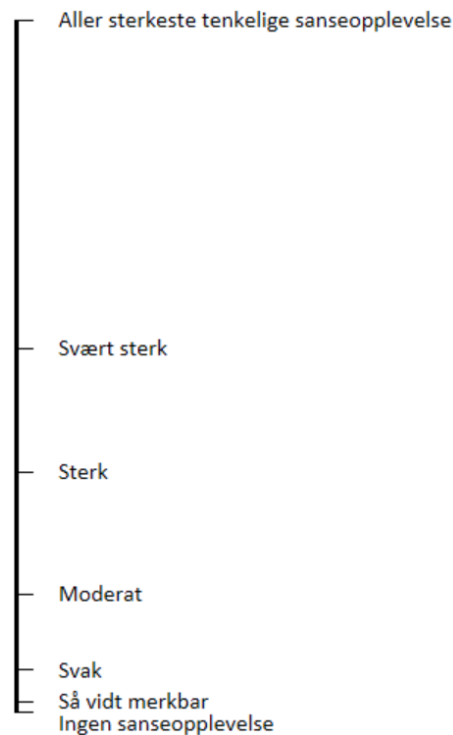 Aller sterkeste tenkelige sanseopplevelse
Svært sterk
Sterk
Moderat
Svak
Så vidt merkbar
Ingen sanseopplevelse